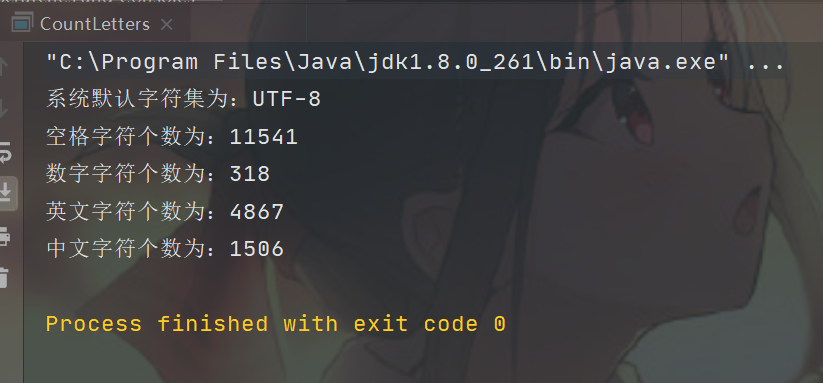 CountLetters
"C:\Program Files\Java\jdk1.8.0_261\bin\java.exe" ...
系统默认字符集为：UTF-8
空格字符个数为：11541
数字字符个数为：318
英文字符个数为：4867
中文字符个数为：1506
Process finished with exit code 0